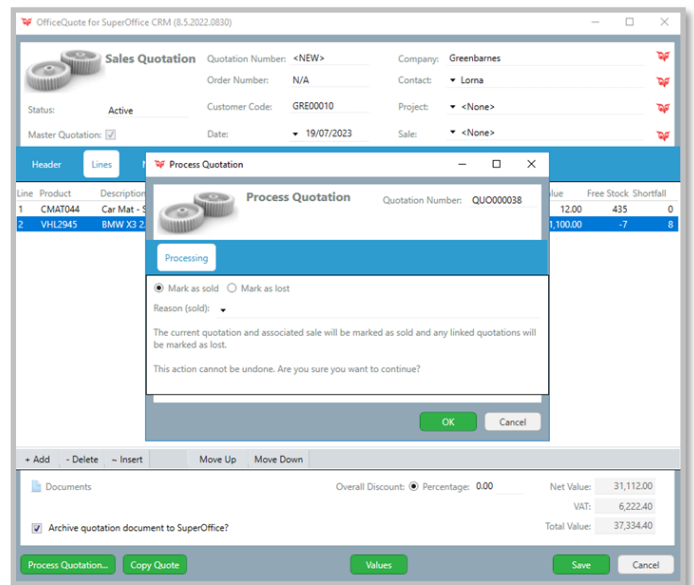 OfficeQuote for SuperOffice CRM (8.5.2022.0830)
Sales Quotation
Quotation Number: <NEW>
Company: Greenbarnes
Order Number: N/A
Contact: Lorna
Status: Active
Customer Code: GRE00010
Project: <None>
Master Quotation:
Date: 19/07/2023
Sale: <None>
Header Lines
Process Quotation
Line Product Description
Free Stock Shortfall
1 CMAT044 Car Mat - 12.00 435 0
2 VHL2945 BMW X3 2. 1,100.00 -7 8
Process Quotation
Quotation Number: QUO000038
Processing
Mark as sold Mark as lost
Reason (sold):
The current quotation and associated sale will be marked as sold and any linked quotations will
be marked as lost.
This action cannot be undone. Are you sure you want to continue?
OK Cancel
+ Add - Delete ~ Insert Move Up Move Down
Documents
Overall Discount: Percentage: 0.00
Net Value: 31,112.00
VAT: 6,222.40
Archive quotation document to SuperOffice?
Total Value: 37,334.40
Process Quotation... Copy Quote Values Save Cancel